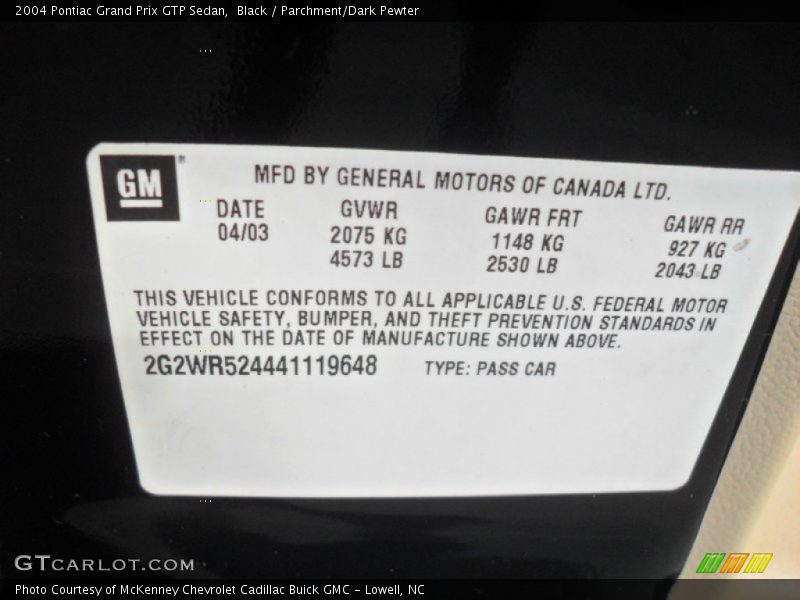 2004 Pontiac Grand Prix GTP Sedan,  Black / Parchment/Dark Pewter
GM®
MFD BY GENERAL MOTORS OF CANADA LTD.
DATE GVWR GAWR FRT GAWR RR
04/03 2075 KG 1148 KG 927 KG
4573 LB 2530 LB 2043 LB
THIS VEHICLE CONFORMS TO ALL APPLICABLE U.S. FEDERAL MOTOR
VEHICLE SAFETY, BUMPER, AND THEFT PREVENTION STANDARDS IN
EFFECT ON THE DATE OF MANUFACTURE SHOWN ABOVE.
2G2WR524441119648 TYPE: PASS CAR
GTCARLOT.COM
Photo Courtesy of McKenney Chevrolet Cadillac Buick GMC - Lowell, NC